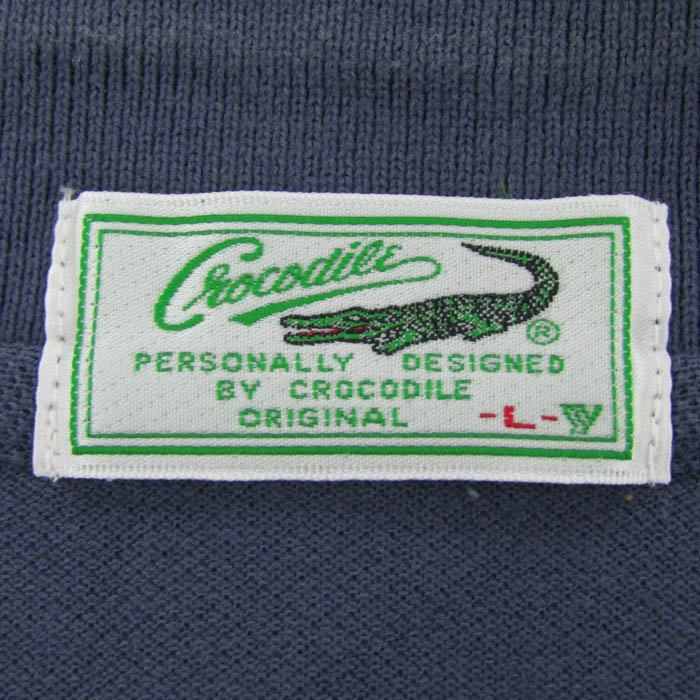 Crocodile
®
PERSONALLY DESIGNED
BY CROCODILE
ORIGINAL -L-